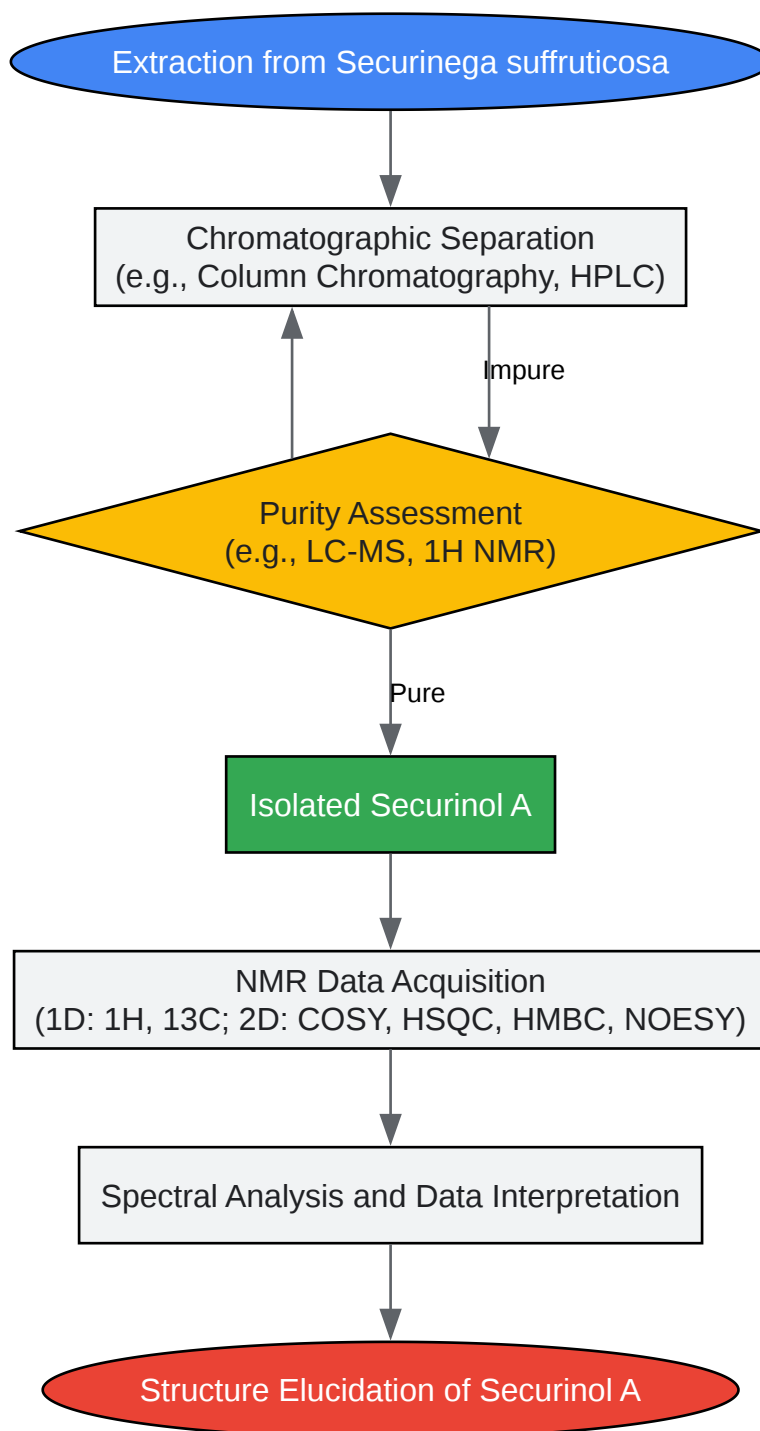 Extraction from Securinega suffruticosa
Chromatographic Separation
(e.g., Column Chromatography, HPLC)
Impure
Purity Assessment
(e.g., LC-MS, 1H NMR)
Pure
Isolated Securinol A
NMR Data Acquisition
(1D: 1H, 13C; 2D: COSY, HSQC, HMBC, NOESY)
Spectral Analysis and Data Interpretation
Structure Elucidation of Securinol A